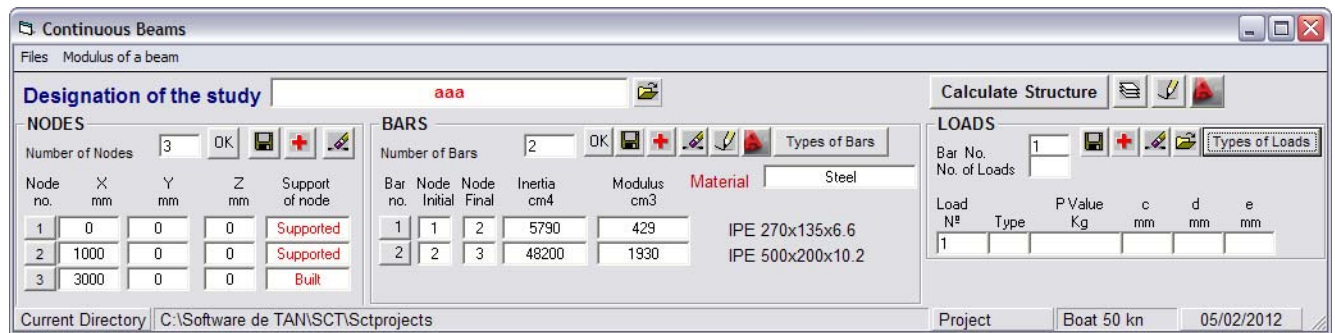 Continuous Beams
Files Modulus of a beam
Designation of the study aaa Calculate Structure
NODES
Number of Nodes 3 OK
Node no. X mm Y mm Z mm Support of node
1 0 0 0 Supported
2 1000 0 0 Supported
3 3000 0 0 Built
BARS
Number of Bars 2 OK Types of Bars
Material Steel
Bar no. Node Initial Node Final Inertia cm4 Modulus cm3
1 1 2 5790 429 IPE 270x135x6.6
2 2 3 48200 1930 IPE 500x200x10.2
LOADS
Bar No. 1 Types of Loads
No. of Loads
Load Nº Type P Value Kg c mm d mm e mm
1
Current Directory C:\Software de TAN\SCT\Sctprojects Project Boat 50 kn 05/02/2012